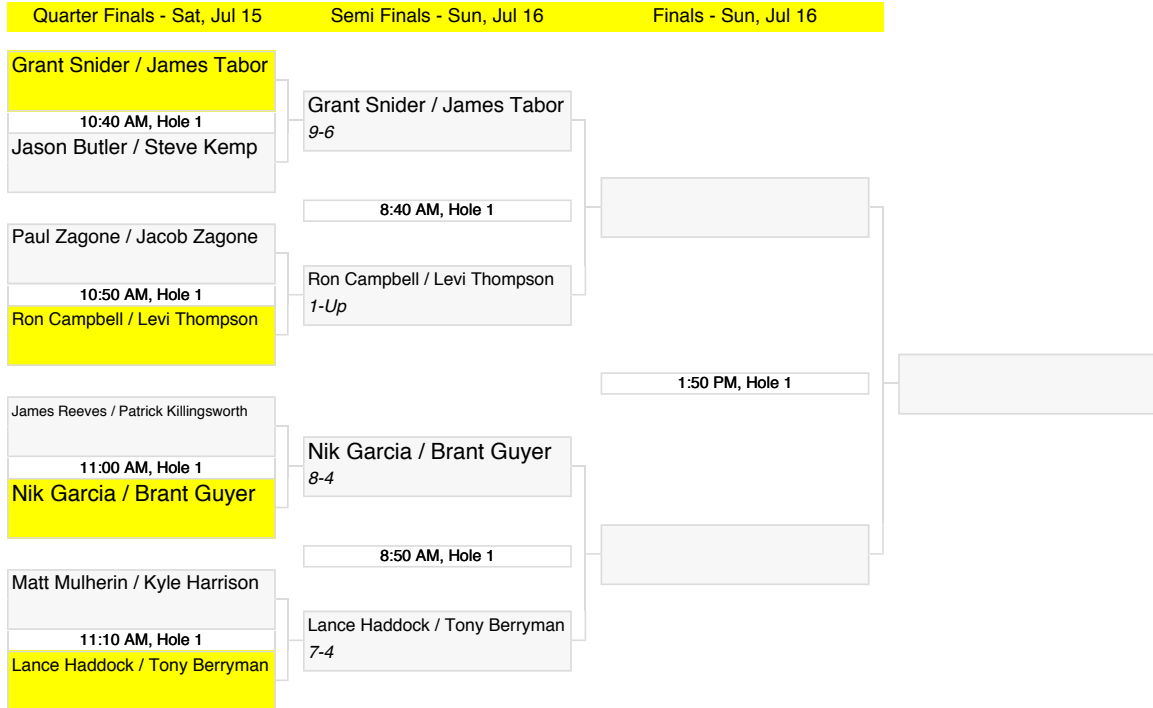 Quarter Finals - Sat, Jul 15
Semi Finals - Sun, Jul 16
Finals - Sun, Jul 16
Grant Snider / James Tabor
10:40 AM, Hole 1
Jason Butler / Steve Kemp
Paul Zagone / Jacob Zagone
10:50 AM, Hole 1
Ron Campbell / Levi Thompson
James Reeves / Patrick Killingsworth
11:00 AM, Hole 1
Nik Garcia / Brant Guyer
Matt Mulherin / Kyle Harrison
11:10 AM, Hole 1
Lance Haddock / Tony Berryman
Grant Snider / James Tabor
9-6
8:40 AM, Hole 1
Ron Campbell / Levi Thompson
1-Up
Nik Garcia / Brant Guyer
8-4
8:50 AM, Hole 1
Lance Haddock / Tony Berryman
7-4
1:50 PM, Hole 1